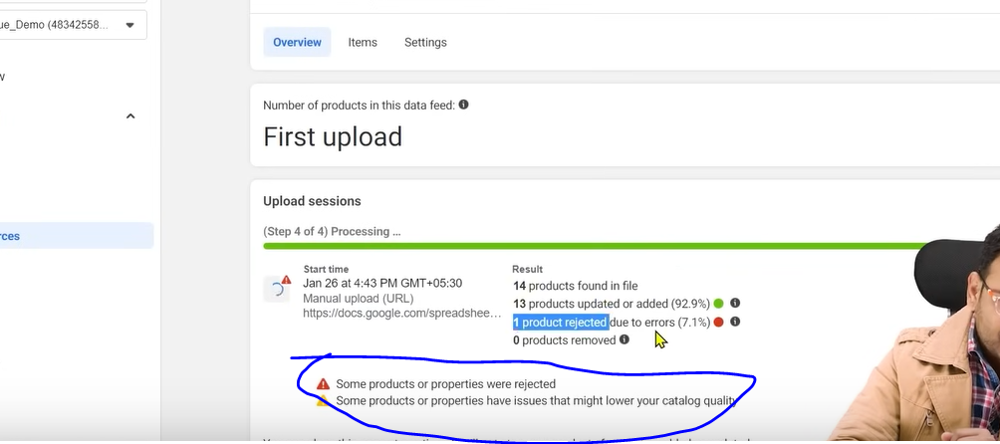 ue_Demo (48342558...
Overview Items Settings
w
Number of products in this data feed:
First upload
rces
Upload sessions
(Step 4 of 4) Processing ...
Start time
Jan 26 at 4:43 PM GMT+05:30
Manual upload (URL)
https://docs.google.com/spreadshee...
Result
14 products found in file
13 products updated or added (92.9%)
1 product rejected due to errors (7.1%)
0 products removed
Some products or properties were rejected
Some products or properties have issues that might lower your catalog quality